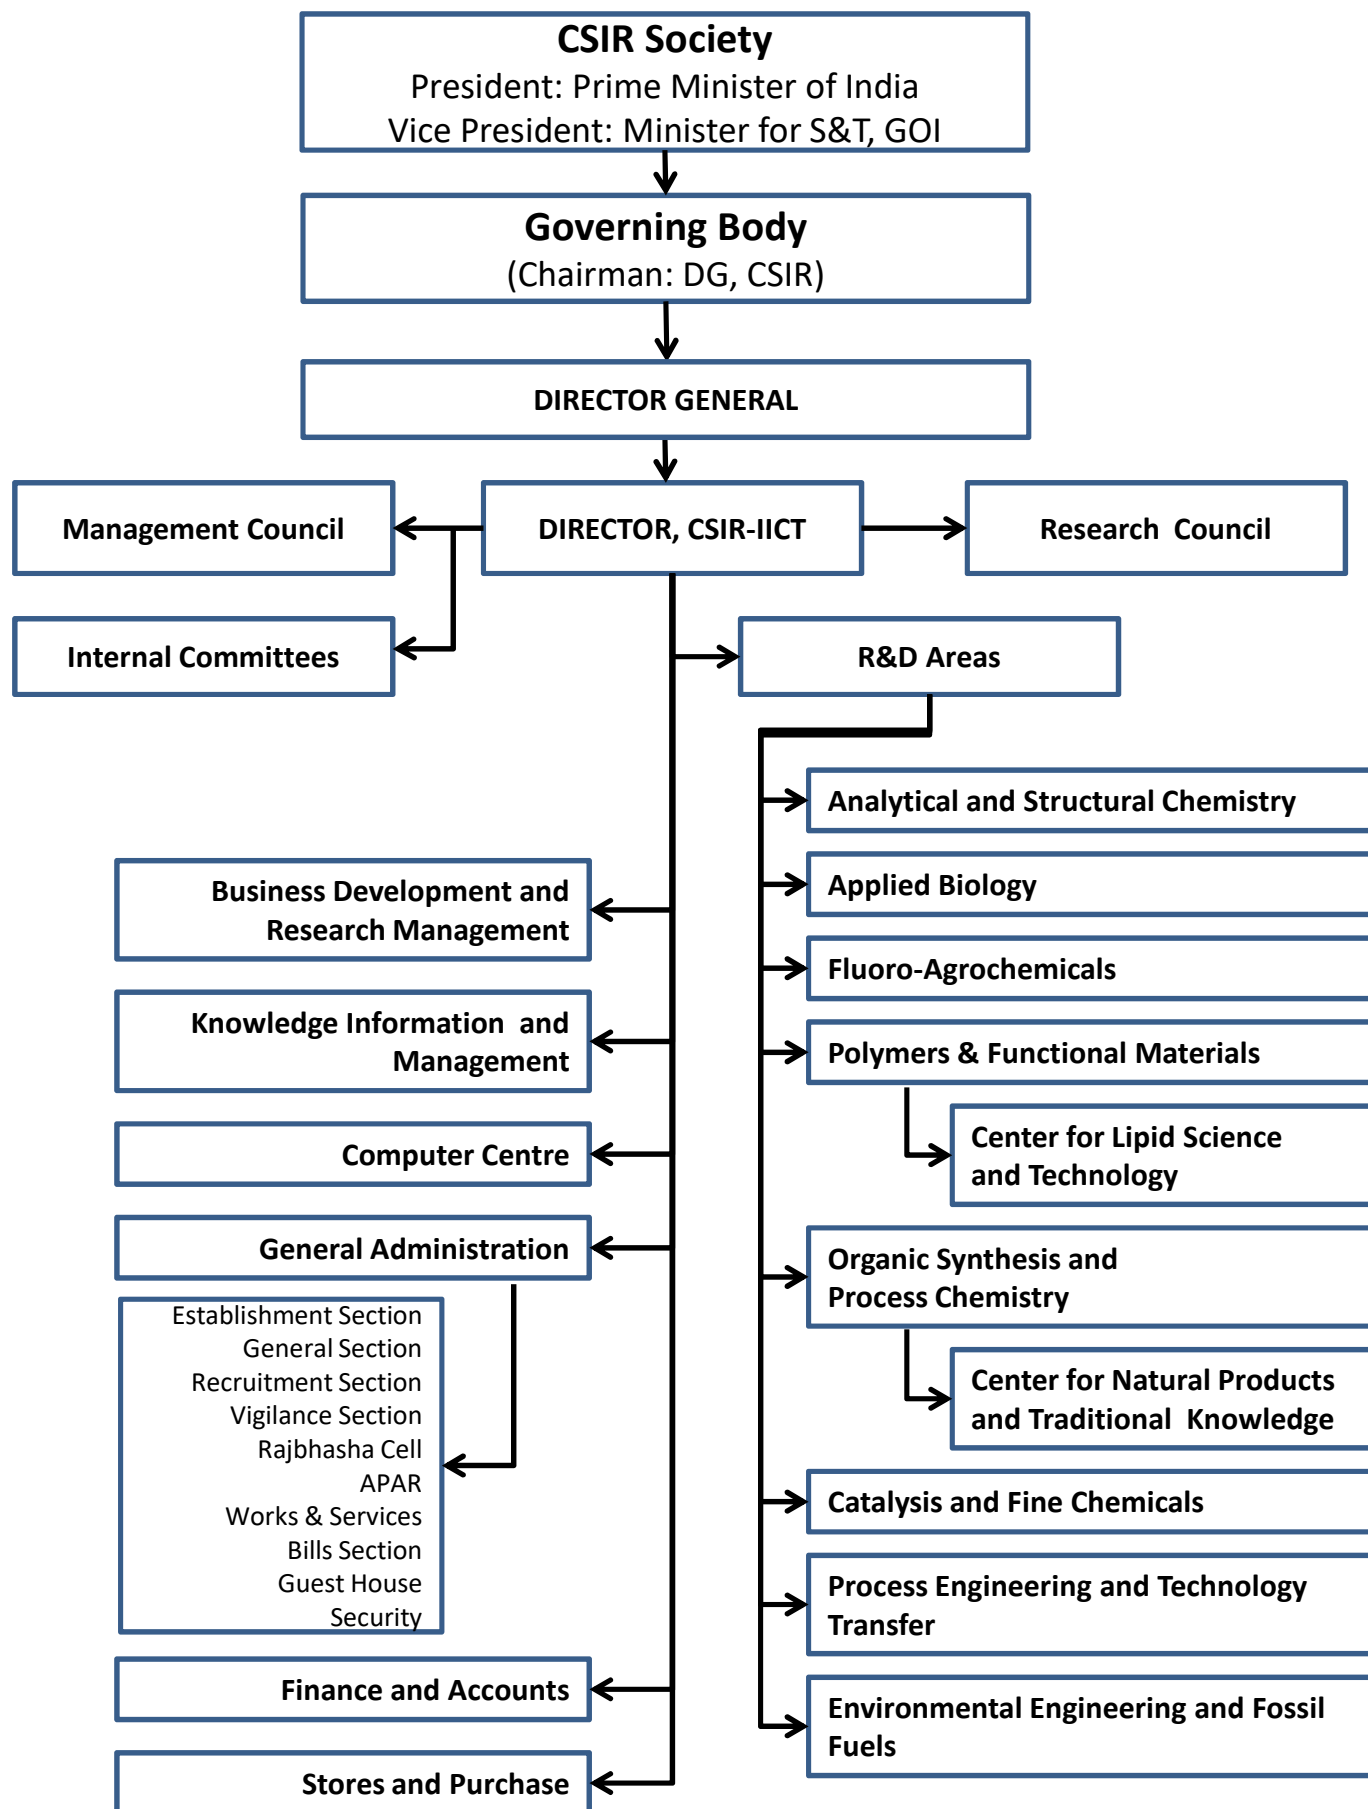 CSIR Society
President: Prime Minister of India
Vice President: Minister for S&T, GOI
Governing Body
(Chairman: DG, CSIR)
DIRECTOR GENERAL
Management Council
DIRECTOR, CSIR-IICT
Research Council
Internal Committees
R&D Areas
Business Development and
Research Management
Knowledge Information and
Management
Computer Centre
General Administration
Establishment Section
General Section
Recruitment Section
Vigilance Section
Rajbhasha Cell
APAR
Works & Services
Bills Section
Guest House
Security
Finance and Accounts
Stores and Purchase
Analytical and Structural Chemistry
Applied Biology
Fluoro-Agrochemicals
Polymers & Functional Materials
Center for Lipid Science
and Technology
Organic Synthesis and
Process Chemistry
Center for Natural Products
and Traditional Knowledge
Catalysis and Fine Chemicals
Process Engineering and Technology
Transfer
Environmental Engineering and Fossil
Fuels